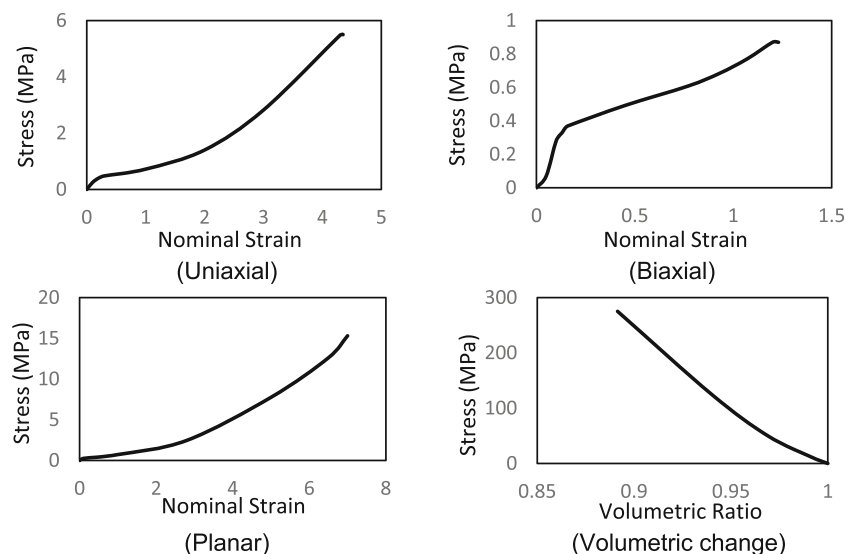 6
4
2
0
Stress (MPa)
0 1 2 3 4 5
Nominal Strain
(Uniaxial)
1
0.8
0.6
0.4
0.2
0
Stress (MPa)
0 0.5 1 1.5
Nominal Strain
(Biaxial)
20
15
10
5
0
Stress (MPa)
0 2 4 6 8
Nominal Strain
(Planar)
300
200
100
0
Stress (MPa)
0.85 0.9 0.95 1
Volumetric Ratio
(Volumetric change)